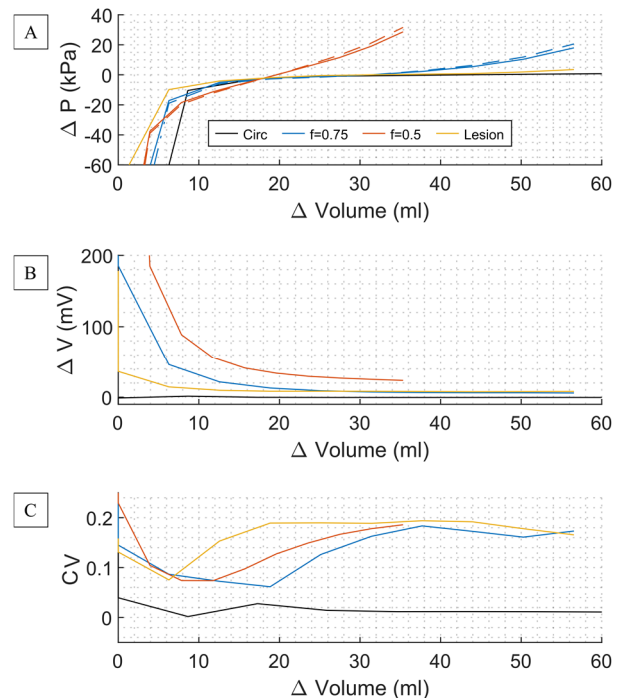 A
Δ P (kPa)
40
20
0
-20
-40
-60
Circ f=0.75 f=0.5 Lesion
0 10 20 30 40 50 60
Δ Volume (ml)
B
Δ V (mV)
200
100
0
0 10 20 30 40 50 60
Δ Volume (ml)
C
CV
0.2
0.1
0
0 10 20 30 40 50 60
Δ Volume (ml)